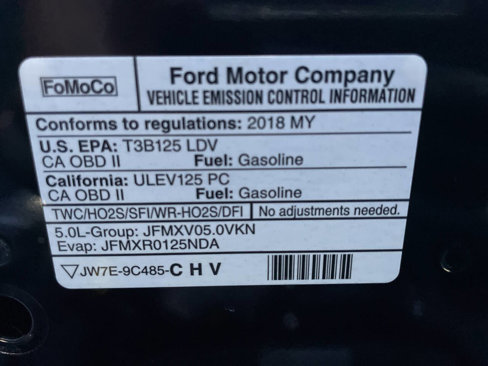 FoMoCo
Ford Motor Company
VEHICLE EMISSION CONTROL INFORMATION
Conforms to regulations: 2018 MY
U.S. EPA: T3B125 LDV
CA OBD II Fuel: Gasoline
California: ULEV125 PC
CA OBD II Fuel: Gasoline
TWC/HO2S/SFI/WR-HO2S/DFI No adjustments needed.
5.0L-Group: JFMXV05.0VKN
Evap: JFMXR0125NDA
JW7E-9C485-CHV